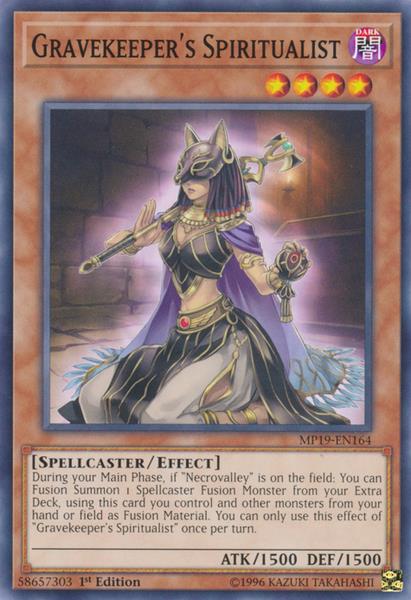 GRAVEKEEPER'S SPIRITUALIST
DARK
闇
MP19-EN164
[SPELLCASTER/EFFECT]
During your Main Phase, if "Necrovalley" is on the field: You can
Fusion Summon 1 Spellcaster Fusion Monster from your Extra
Deck, using this card you control and other monsters from your
hand or field as Fusion Material. You can only use this effect of
"Gravekeeper's Spiritualist" once per turn.
ATK/1500 DEF/1500
58657303 1st Edition ©1996 KAZUKI TAKAHASHI